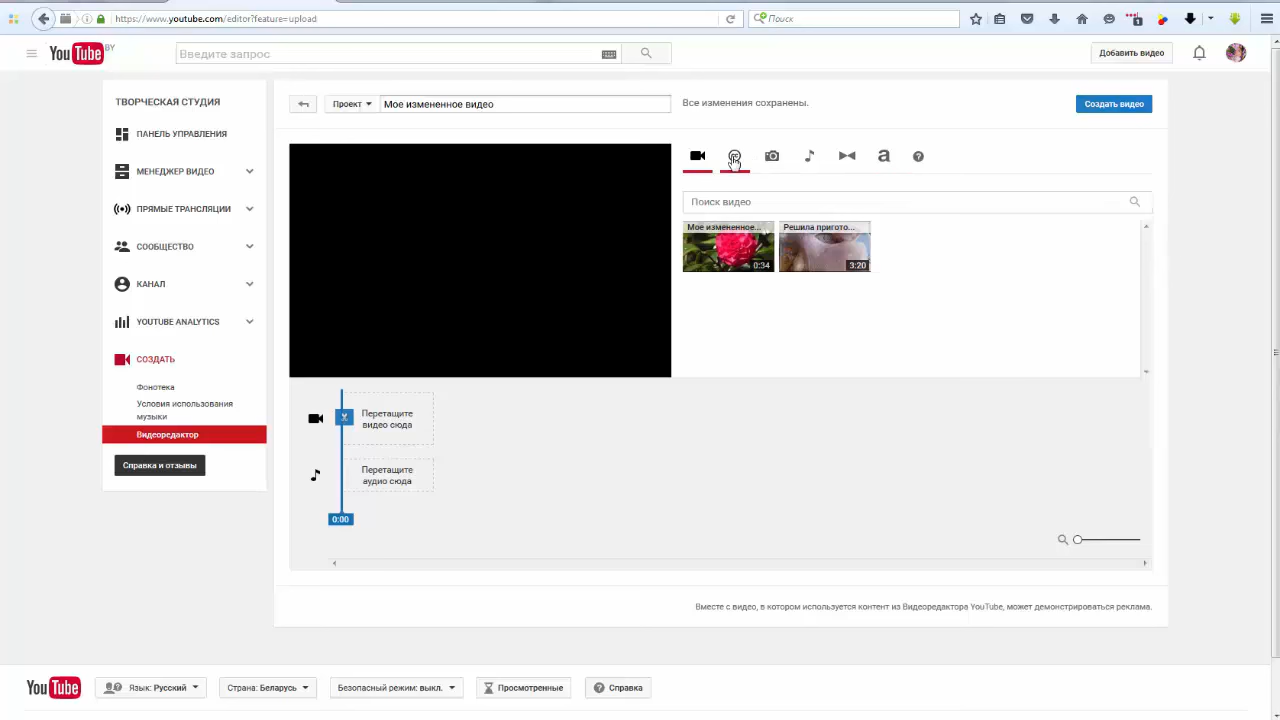 https://www.youtube.com/editor?feature=upload
Поиск
YouTube BY
Введите запрос
Добавить видео
ТВОРЧЕСКАЯ СТУДИЯ
ПАНЕЛЬ УПРАВЛЕНИЯ
МЕНЕДЖЕР ВИДЕО
ПРЯМЫЕ ТРАНСЛЯЦИИ
СООБЩЕСТВО
КАНАЛ
YOUTUBE ANALYTICS
СОЗДАТЬ
Фонотека
Условия использования
музыки
Видеоредактор
Справка и отзывы
Проект
Мое измененное видео
Все изменения сохранены.
Создать видео
a
Поиск видео
Мое измененное...
0:34
Решила пригото...
3:20
Перетащите
видео сюда
Перетащите
аудио сюда
0:00
Вместе с видео, в котором используется контент из Видеоредактора YouTube, может демонстрироваться реклама.
YouTube
Язык: Русский
Страна: Беларусь
Безопасный режим: выкл.
Просмотренные
Справка